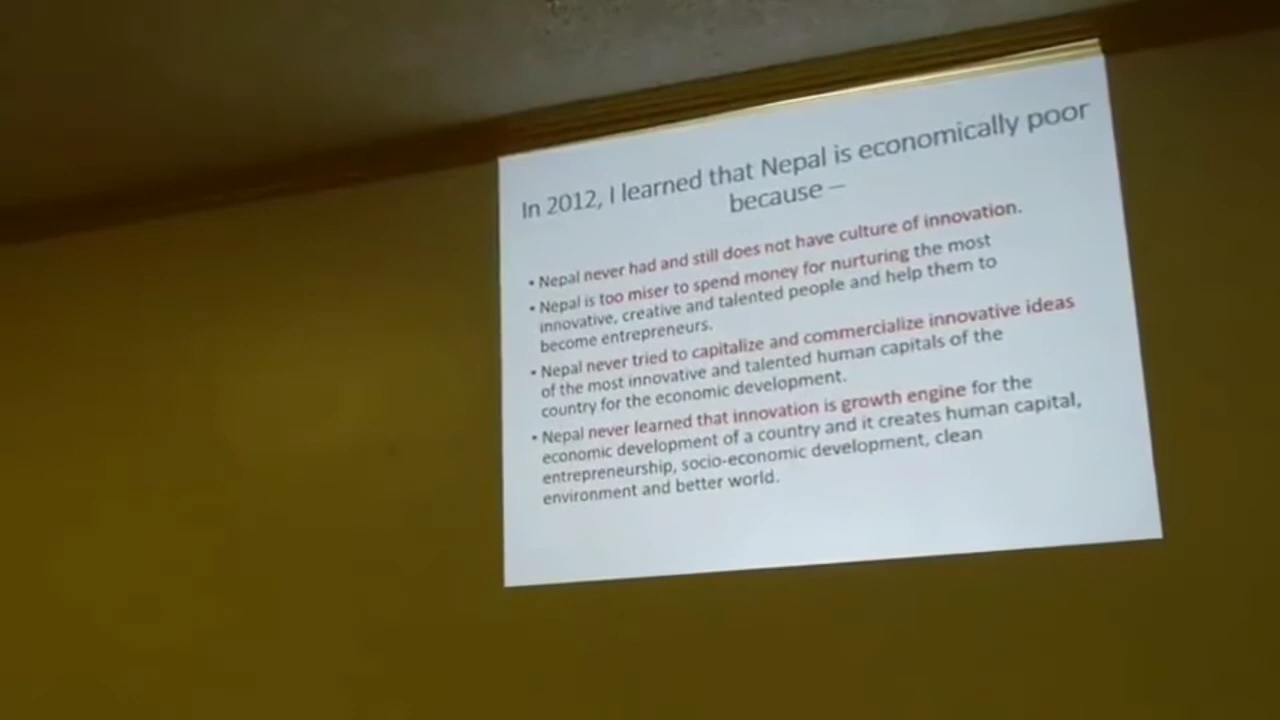 In 2012, I learned that Nepal is economically poor
because –
• Nepal never had and still does not have culture of innovation.
• Nepal is too miser to spend money for nurturing the most
innovative, creative and talented people and help them to
become entrepreneurs.
• Nepal never tried to capitalize and commercialize innovative ideas
of the most innovative and talented human capitals of the
country for the economic development.
• Nepal never learned that innovation is growth engine for the
economic development of a country and it creates human capital,
entrepreneurship, socio-economic development, clean
environment and better world.